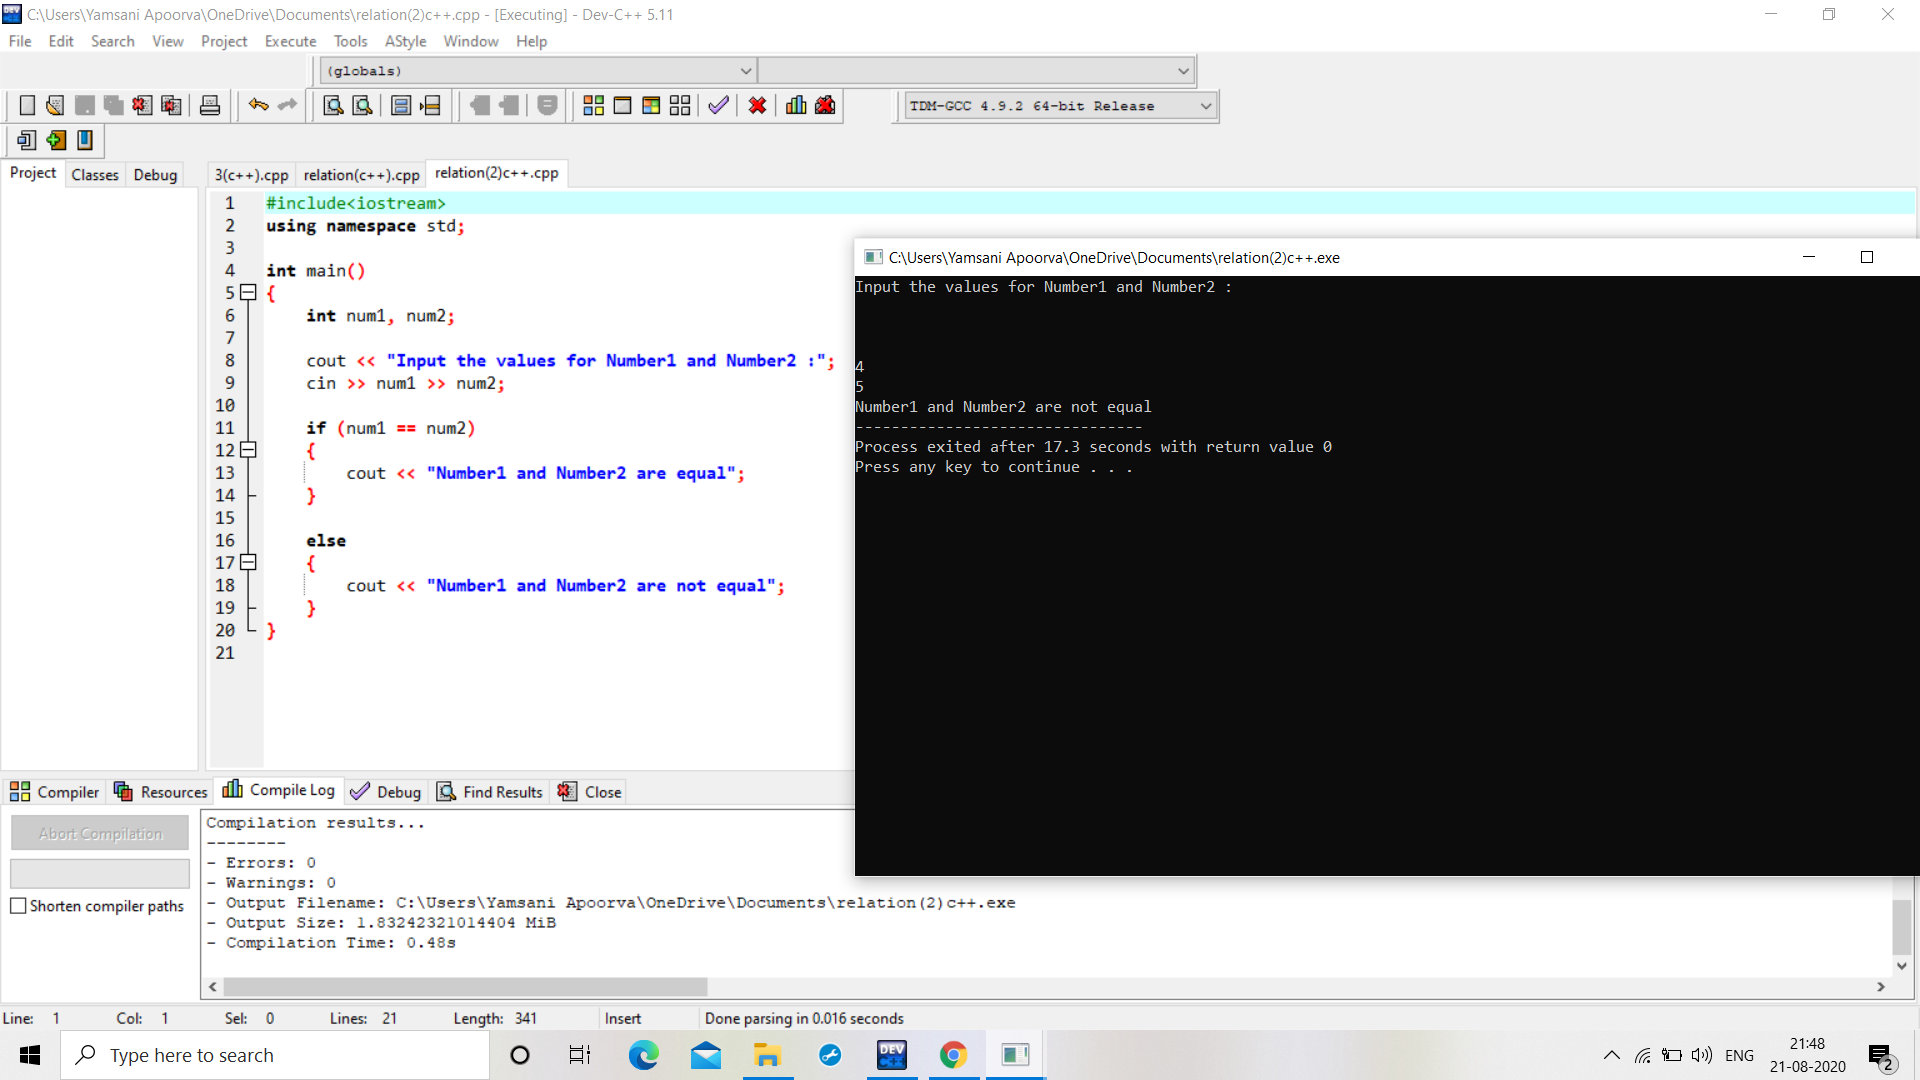 C:\Users\Yamsani Apoorva\OneDrive\Documents\relation(2)c++.cpp - [Executing] - Dev-C++ 5.11
File Edit Search View Project Execute Tools AStyle Window Help
(globals)
TDM-GCC 4.9.2 64-bit Release
Project Classes Debug
3(c++).cpp relation(c++).cpp relation(2)c++.cpp
1 #include<iostream>
2 using namespace std;
3
4 int main()
5 {
6 int num1, num2;
7
8 cout << "Input the values for Number1 and Number2 :";
9 cin >> num1 >> num2;
10
11 if (num1 == num2)
12 {
13 cout << "Number1 and Number2 are equal";
14 }
15
16 else
17 {
18 cout << "Number1 and Number2 are not equal";
19 }
20 }
21
C:\Users\Yamsani Apoorva\OneDrive\Documents\relation(2)c++.exe
Input the values for Number1 and Number2 :
4
5
Number1 and Number2 are not equal
--------------------------------
Process exited after 17.3 seconds with return value 0
Press any key to continue . . .
Compiler Resources Compile Log Debug Find Results Close
Abort Compilation
Shorten compiler paths
Compilation results...
--------
- Errors: 0
- Warnings: 0
- Output Filename: C:\Users\Yamsani Apoorva\OneDrive\Documents\relation(2)c++.exe
- Output Size: 1.83242321014404 MiB
- Compilation Time: 0.48s
Line: 1 Col: 1 Sel: 0 Lines: 21 Length: 341 Insert Done parsing in 0.016 seconds
Type here to search
DEV C++
ENG
21:48
21-08-2020
2